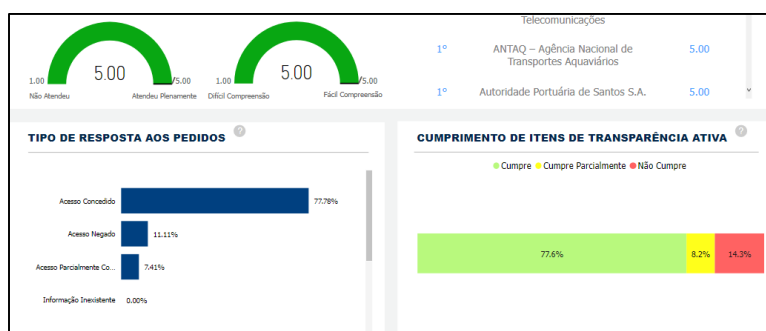 Telecomunicações
1.00
5.00
/5.00
Não Atendeu
Atendeu Plenamente
1.00
5.00
/5.00
Difícil Compreensão
Fácil Compreensão
1º ANTAQ – Agência Nacional de Transportes Aquaviários 5.00
1º Autoridade Portuária de Santos S.A. 5.00
TIPO DE RESPOSTA AOS PEDIDOS ?
Acesso Concedido 77.78%
Acesso Negado 11.11%
Acesso Parcialmente Co... 7.41%
Informação Inexistente 0.00%
CUMPRIMENTO DE ITENS DE TRANSPARÊNCIA ATIVA ?
Cumpre Cumpre Parcialmente Não Cumpre
77.6% 8.2% 14.3%